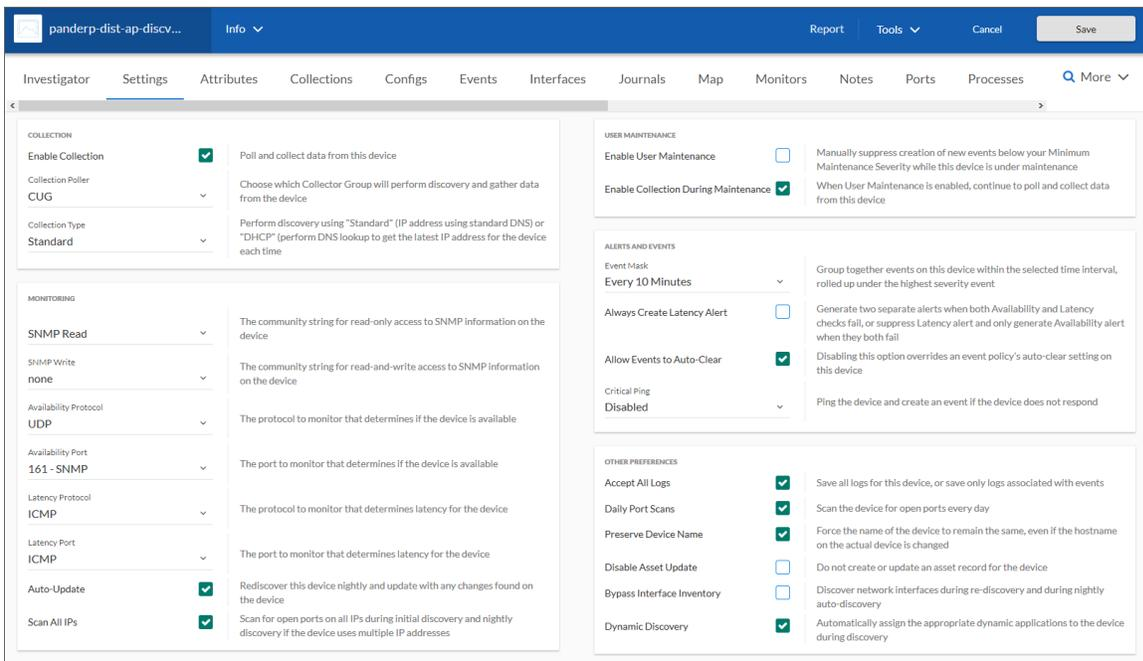 panderp-dist-ap-discv...
Info
Report
Tools
Cancel
Save
Investigator
Settings
Attributes
Collections
Configs
Events
Interfaces
Journals
Map
Monitors
Notes
Ports
Processes
More
COLLECTION
Enable Collection
Poll and collect data from this device
Collection Poller
CUG
Choose which Collector Group will perform discovery and gather data
from the device
Collection Type
Standard
Perform discovery using "Standard" (IP address using standard DNS) or
"DHCP" (perform DNS lookup to get the latest IP address for the device
each time
MONITORING
SNMP Read
The community string for read-only access to SNMP information on the
device
SNMP Write
none
The community string for read-and-write access to SNMP information
on the device
Availability Protocol
UDP
The protocol to monitor that determines if the device is available
Availability Port
161 - SNMP
The port to monitor that determines if the device is available
Latency Protocol
ICMP
The protocol to monitor that determines latency for the device
Latency Port
ICMP
The port to monitor that determines latency for the device
Auto-Update
Rediscover this device nightly and update with any changes found on
the device
Scan All IPs
Scan for open ports on all IPs during initial discovery and nightly
discovery if the device uses multiple IP addresses
USER MAINTENANCE
Enable User Maintenance
Manually suppress creation of new events below your Minimum
Maintenance Severity while this device is under maintenance
Enable Collection During Maintenance
When User Maintenance is enabled, continue to poll and collect data
from this device
ALERTS AND EVENTS
Event Mask
Every 10 Minutes
Group together events on this device within the selected time interval,
rolled up under the highest severity event
Always Create Latency Alert
Generate two separate alerts when both Availability and Latency
checks fail, or suppress Latency alert and only generate Availability alert
when they both fail
Allow Events to Auto-Clear
Disabling this option overrides an event policy's auto-clear setting on
this device
Critical Ping
Disabled
Ping the device and create an event if the device does not respond
OTHER PREFERENCES
Accept All Logs
Save all logs for this device, or save only logs associated with events
Daily Port Scans
Scan the device for open ports every day
Preserve Device Name
Force the name of the device to remain the same, even if the hostname
on the actual device is changed
Disable Asset Update
Do not create or update an asset record for the device
Bypass Interface Inventory
Discover network interfaces during re-discovery and during nightly
auto-discovery
Dynamic Discovery
Automatically assign the appropriate dynamic applications to the device
during discovery